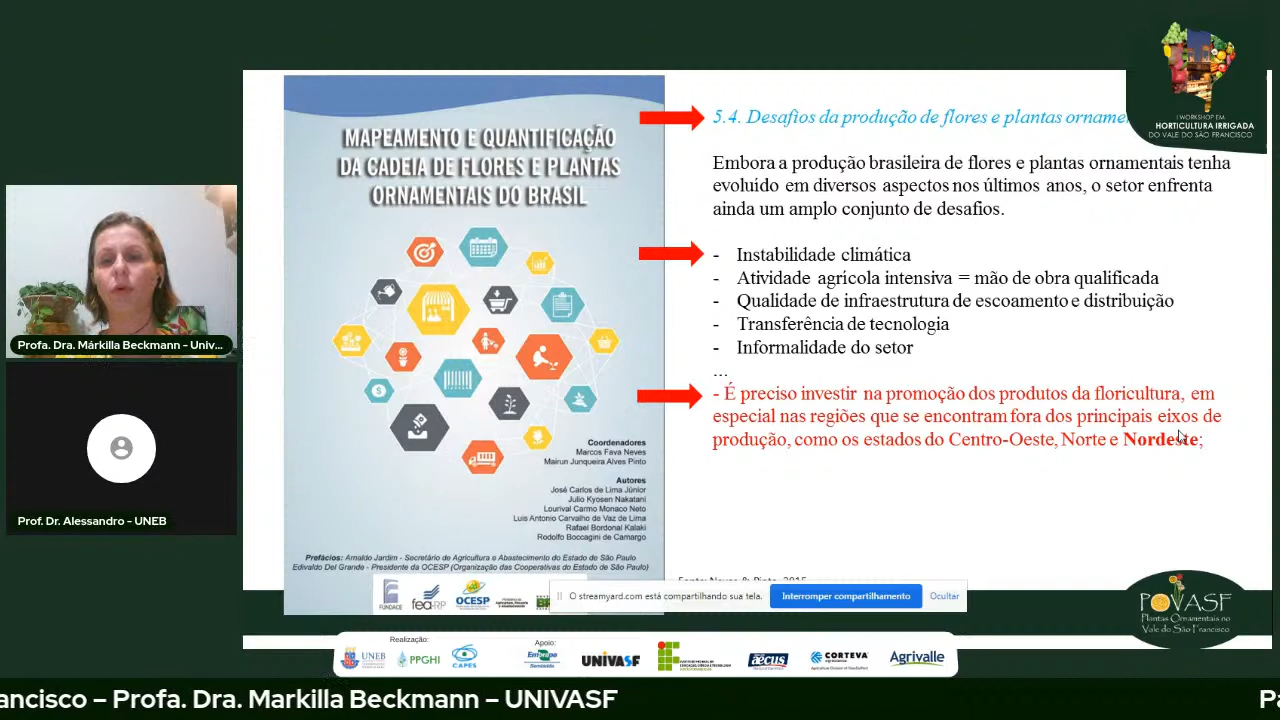 I WORKSHOP EM
HORTICULTURA IRRIGADA
DO VALE DO SÃO FRANCISCO
MAPEAMENTO E QUANTIFICAÇÃO
DA CADEIA DE FLORES E PLANTAS
ORNAMENTAIS DO BRASIL
Coordenadores
Marcos Fava Neves
Mairun Junqueira Alves Pinto
Autores
José Carlos de Lima Júnior
Julio Kyosen Nakatani
Lourival Carmo Monaco Neto
Luis Antonio Carvalho de Vaz de Lima
Rafael Bordonal Kalaki
Rodolfo Boccagini de Camargo
Prefácios: Arnaldo Jardim - Secretário de Agricultura e Abastecimento do Estado de São Paulo
Edivaldo Del Grande - Presidente da OCESP (Organização das Cooperativas do Estado de São Paulo)
FUNDACE
feaRP
OCESP
5.4. Desafios da produção de flores e plantas
Embora a produção brasileira de flores e plantas ornamentais tenha
evoluído em diversos aspectos nos últimos anos, o setor enfrenta
ainda um amplo conjunto de desafios.
- Instabilidade climática
- Atividade agrícola intensiva = mão de obra qualificada
- Qualidade de infraestrutura de escoamento e distribuição
- Transferência de tecnologia
- Informalidade do setor
...
- É preciso investir na promoção dos produtos da floricultura, em
especial nas regiões que se encontram fora dos principais eixos de
produção, como os estados do Centro-Oeste, Norte e Nordeste;
Profa. Dra. Márkilla Beckmann - Univ...
Prof. Dr. Alessandro - UNEB
O streamyard.com está compartilhando sua tela.
Interromper compartilhamento
Ocultar
POVASF
Plantas Ornamentais no
Vale do São Francisco
Realização:
UNEB
PPGHI
CAPES
Apoio:
Embrapa
Semiárido
UNIVASF
æcus
CORTEVA
agriscience
Agrivalle
ancisco – Profa. Dra. Markilla Beckmann – UNIVASF